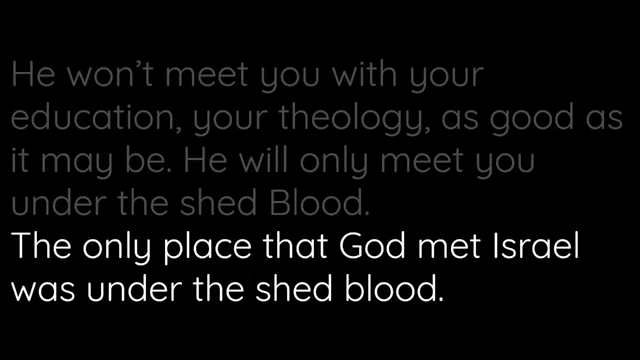 He won’t meet you with your
education, your theology, as good as
it may be. He will only meet you
under the shed Blood.
The only place that God met Israel
was under the shed blood.